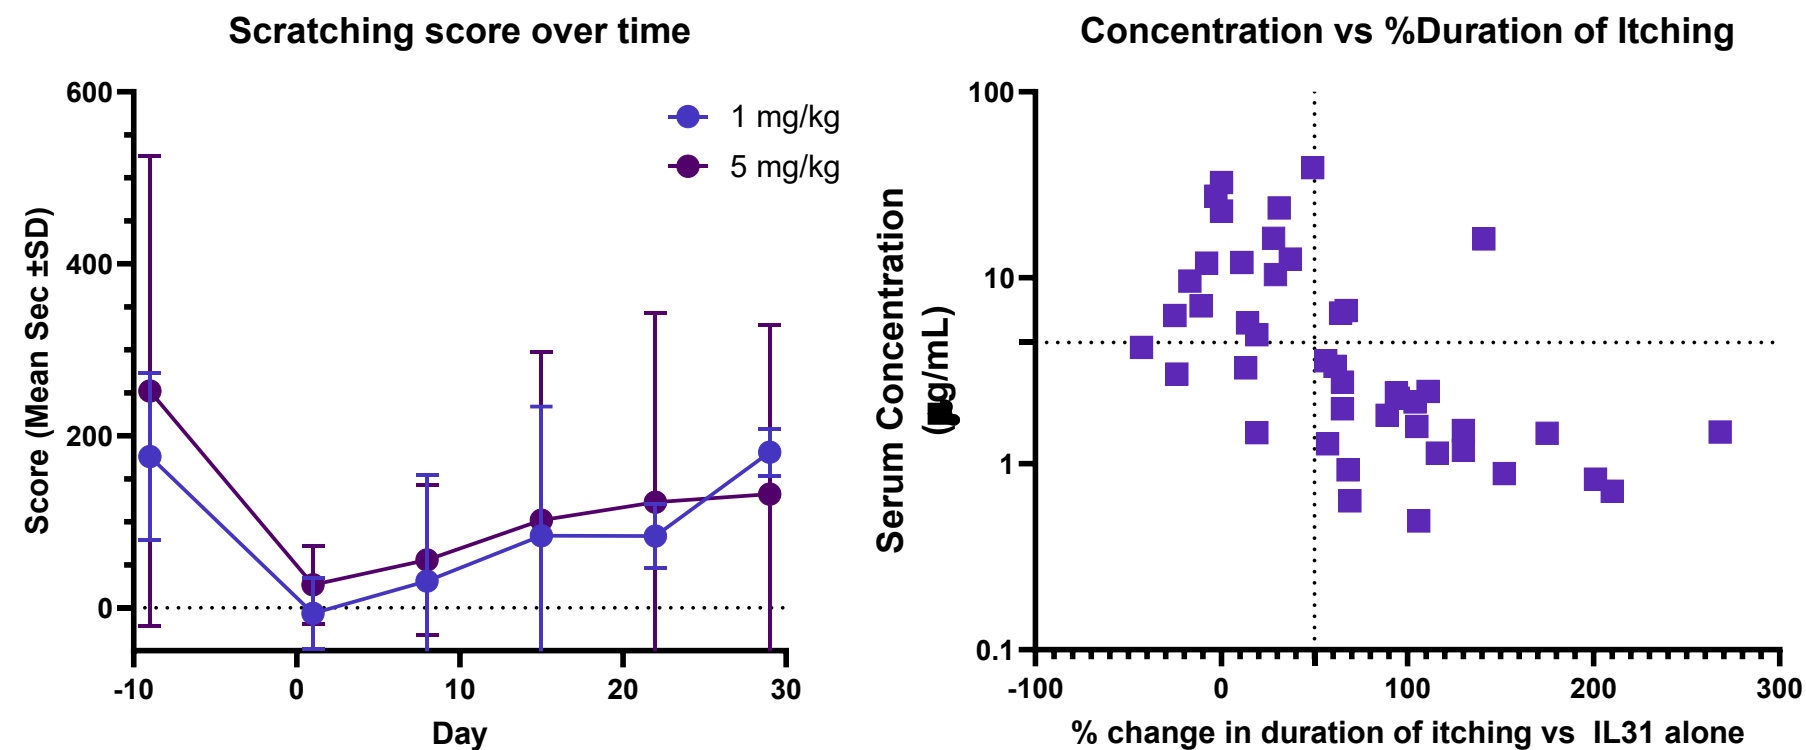 Scratching score over time
600
400
200
0
Score (Mean Sec ±SD)
1 mg/kg
5 mg/kg
-10
0
10
20
30
Day
Concentration vs %Duration of Itching
100
10
1
0.1
Serum Concentration
g/mL)
-100
0
100
200
300
% change in duration of itching vs IL31 alone